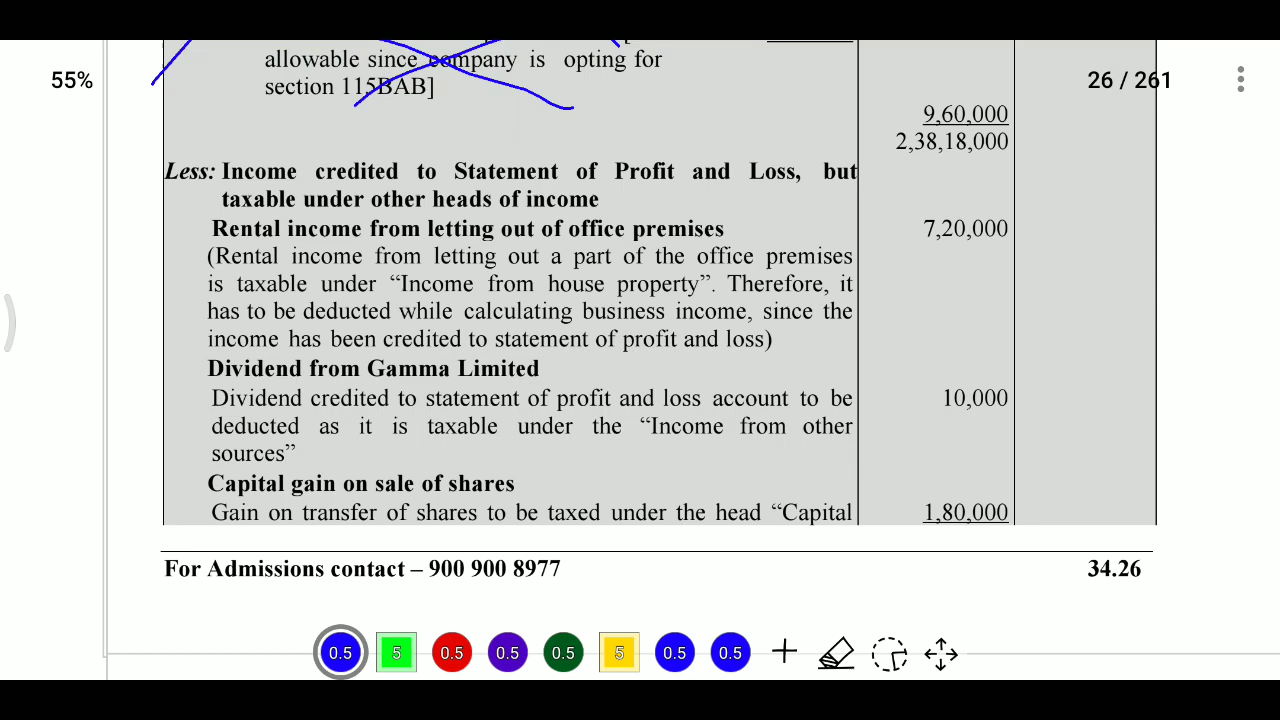 55%
26 / 261
allowable since company is opting for
section 115BAB]
9,60,000
2,38,18,000
Less: Income credited to Statement of Profit and Loss, but
taxable under other heads of income
Rental income from letting out of office premises 7,20,000
(Rental income from letting out a part of the office premises
is taxable under “Income from house property”. Therefore, it
has to be deducted while calculating business income, since the
income has been credited to statement of profit and loss)
Dividend from Gamma Limited
Dividend credited to statement of profit and loss account to be 10,000
deducted as it is taxable under the “Income from other
sources”
Capital gain on sale of shares
Gain on transfer of shares to be taxed under the head “Capital 1,80,000
For Admissions contact – 900 900 8977 34.26
0.5 5 0.5 0.5 0.5 5 0.5 0.5